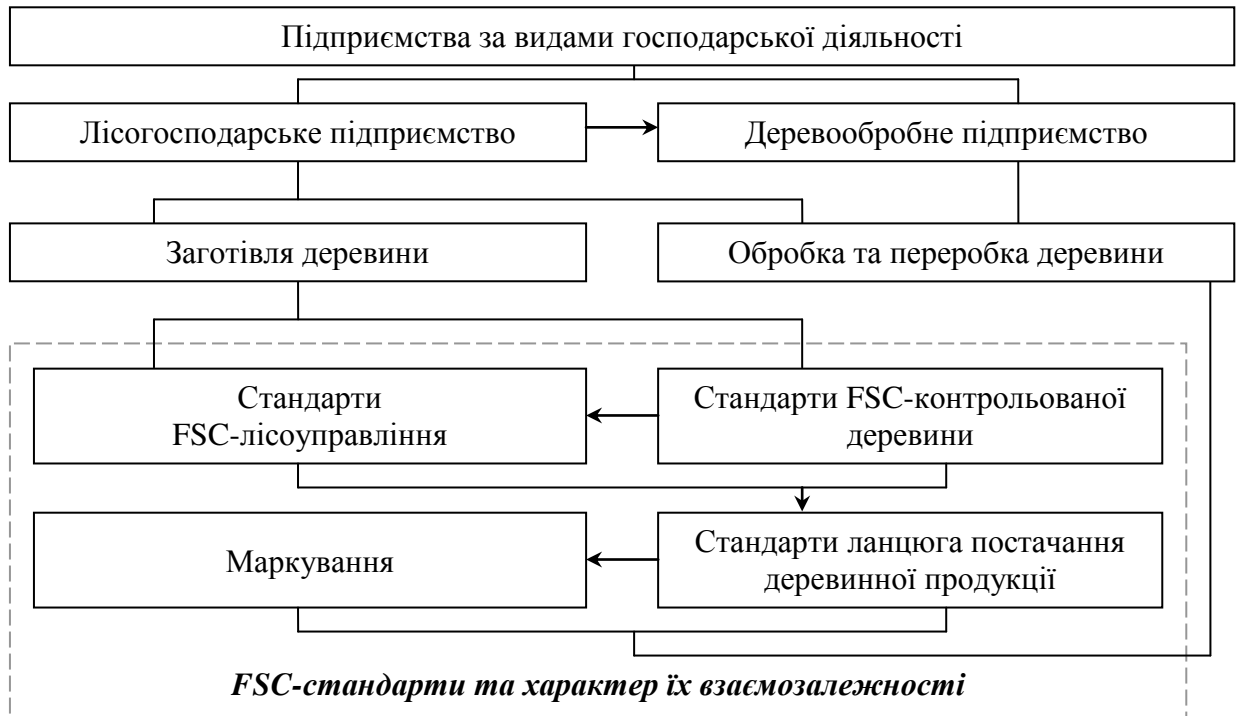 Підприємства за видами господарської діяльності
Лісогосподарське підприємство
Деревообробне підприємство
Заготівля деревини
Обробка та переробка деревини
Стандарти
FSC-лісоуправління
Стандарти FSC-контрольованої
деревини
Маркування
Стандарти ланцюга постачання
деревинної продукції
FSC-стандарти та характер їх взаємозалежності